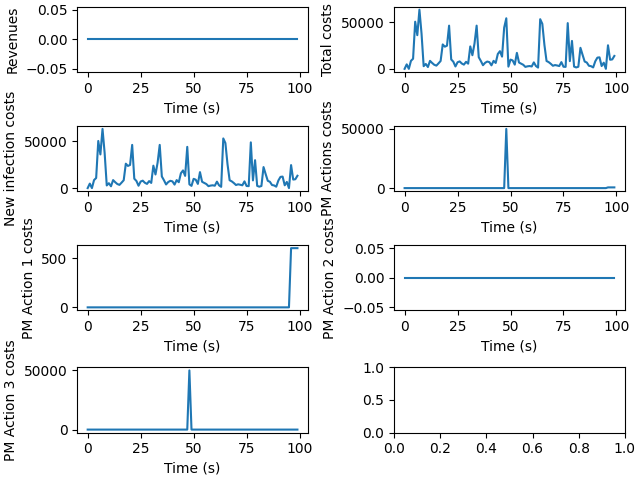 Revenues
0.05
0.00
−0.05
0 25 50 75 100
Time (s)
Total costs
50000
0
0 25 50 75 100
Time (s)
New infection costs
50000
0
0 25 50 75 100
Time (s)
PM Actions costs
50000
0
0 25 50 75 100
Time (s)
PM Action 1 costs
500
0
0 25 50 75 100
Time (s)
PM Action 2 costs
0.05
0.00
−0.05
0 25 50 75 100
Time (s)
PM Action 3 costs
50000
0
0 25 50 75 100
Time (s)
1.0
0.5
0.0
0.0 0.2 0.4 0.6 0.8 1.0